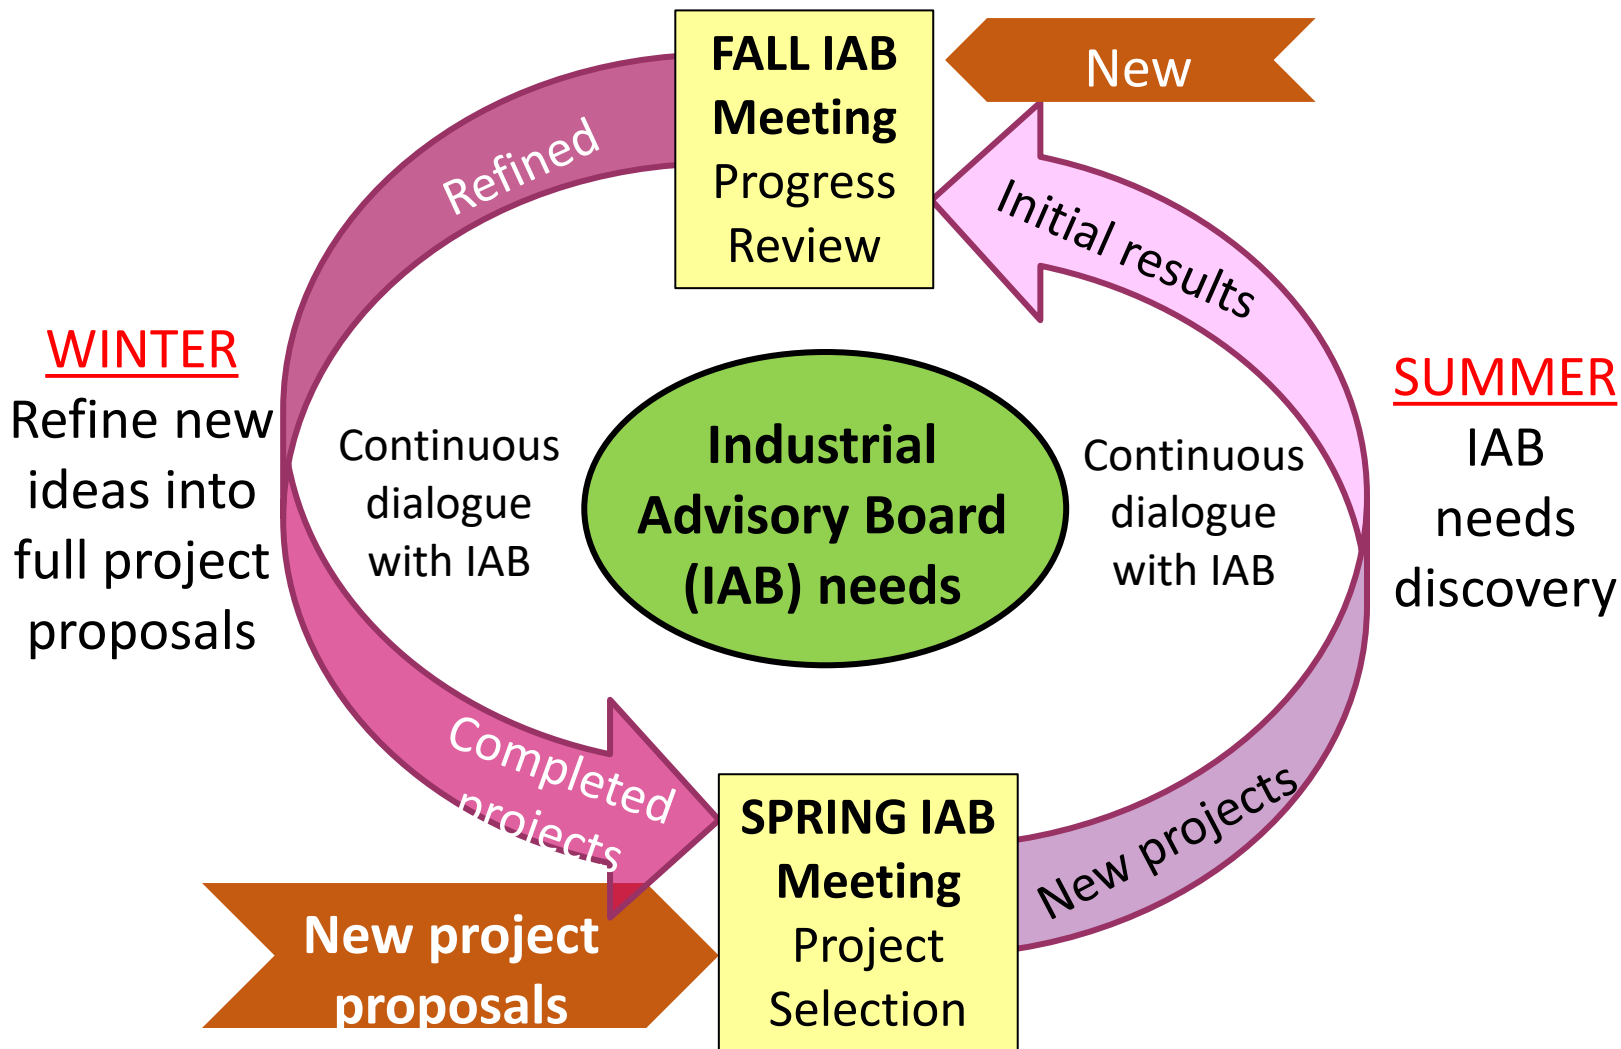 FALL IAB
Meeting
Progress
Review
New
Refined
Initial results
WINTER
Refine new
ideas into
full project
proposals
Continuous
dialogue
with IAB
Industrial
Advisory Board
(IAB) needs
Continuous
dialogue
with IAB
SUMMER
IAB
needs
discovery
Completed
projects
New project
proposals
SPRING IAB
Meeting
Project
Selection
New projects